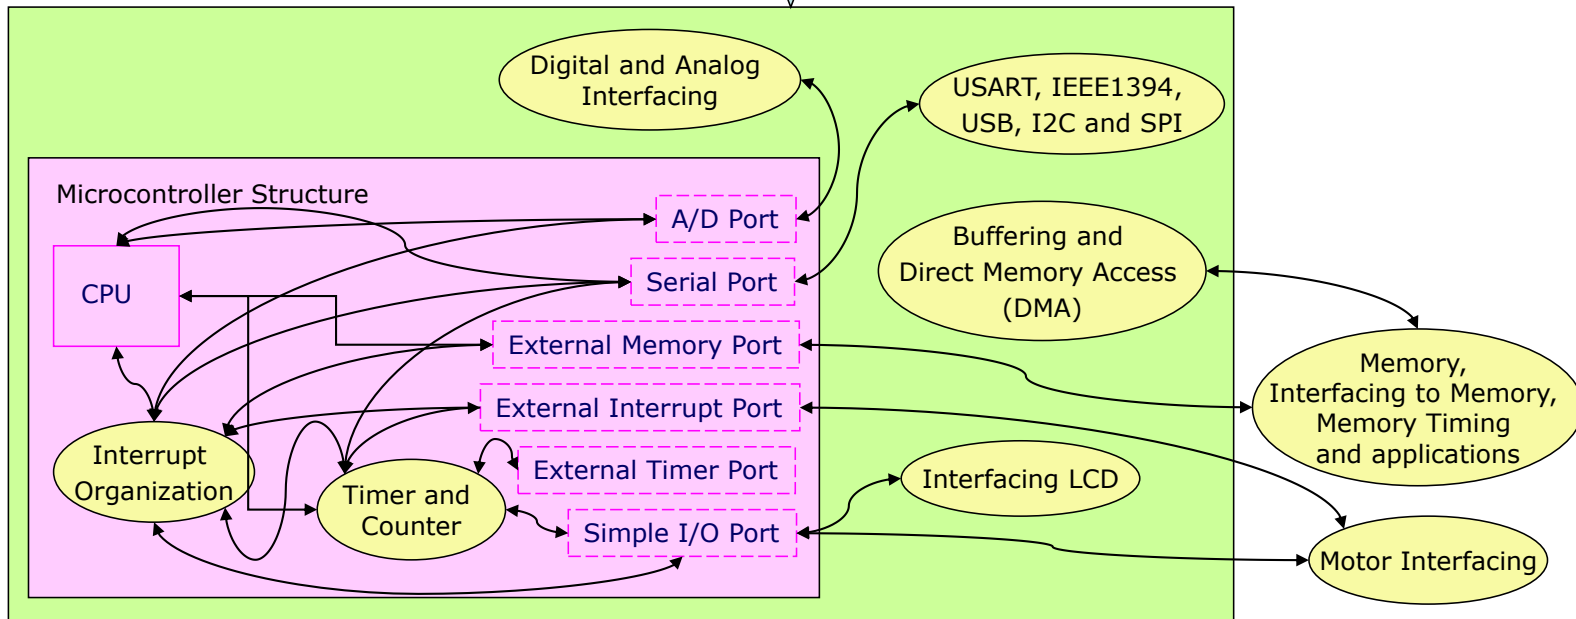 Digital and Analog
Interfacing
USART, IEEE1394,
USB, I2C and SPI
Microcontroller Structure
A/D Port
Buffering and
Direct Memory Access
(DMA)
CPU
Serial Port
External Memory Port
Memory,
Interfacing to Memory,
Memory Timing
and applications
External Interrupt Port
Interrupt
Organization
External Timer Port
Interfacing LCD
Timer and
Counter
Simple I/O Port
Motor Interfacing